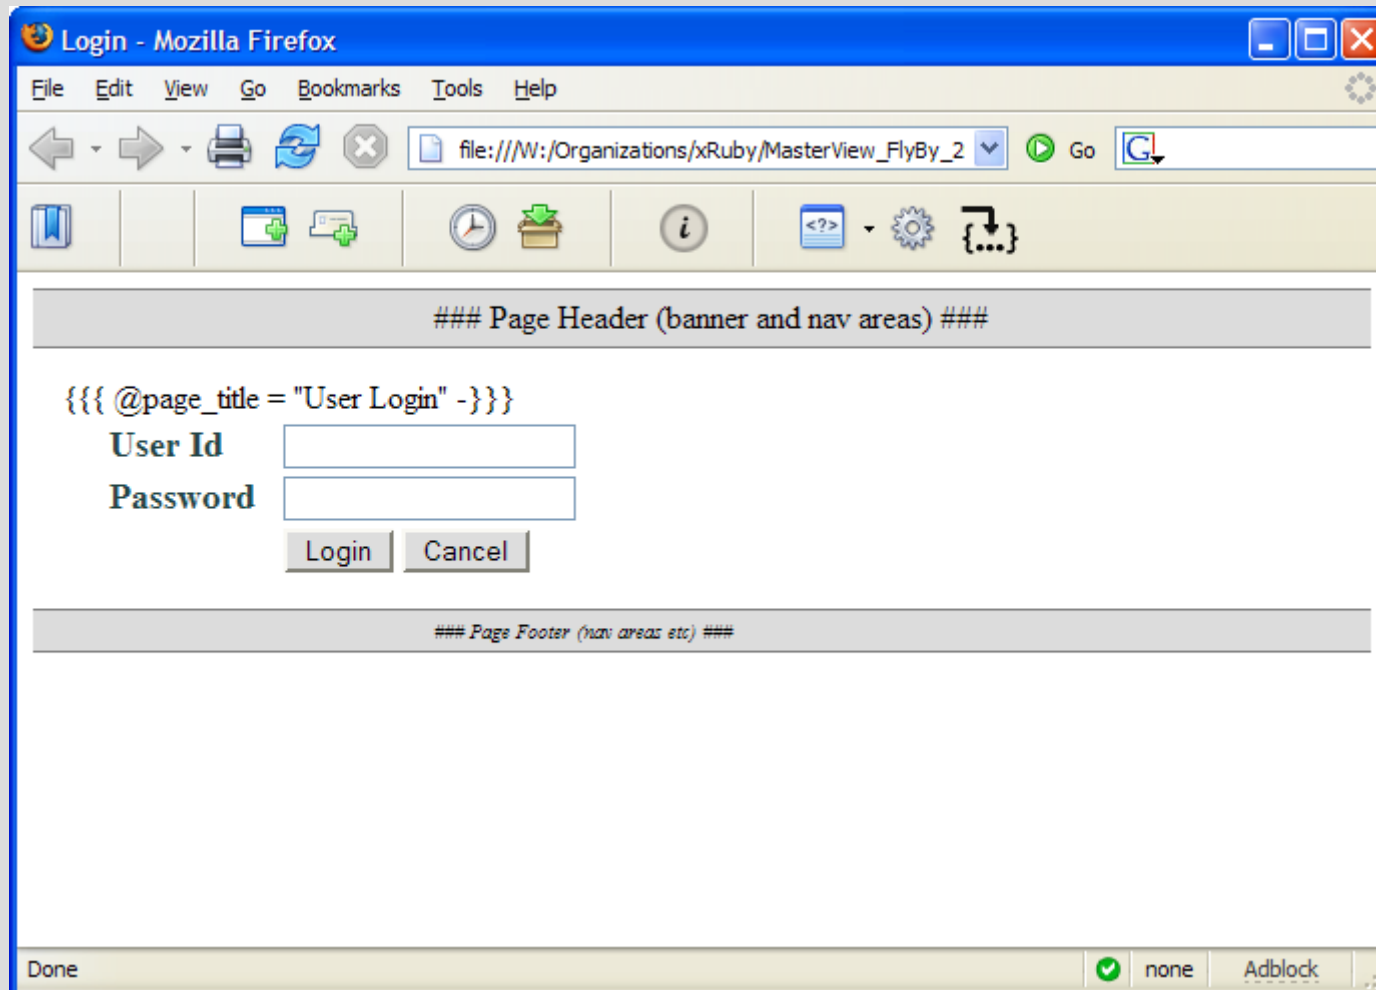 Login - Mozilla Firefox
File Edit View Go Bookmarks Tools Help
file:///W:/Organizations/xRuby/MasterView_FlyBy_2 Go G
i <?> {...}
### Page Header (banner and nav areas) ###
{{{ @page_title = "User Login" -}}}
User Id
Password
Login Cancel
### Page Footer (nav areas etc) ###
Done none Adblock